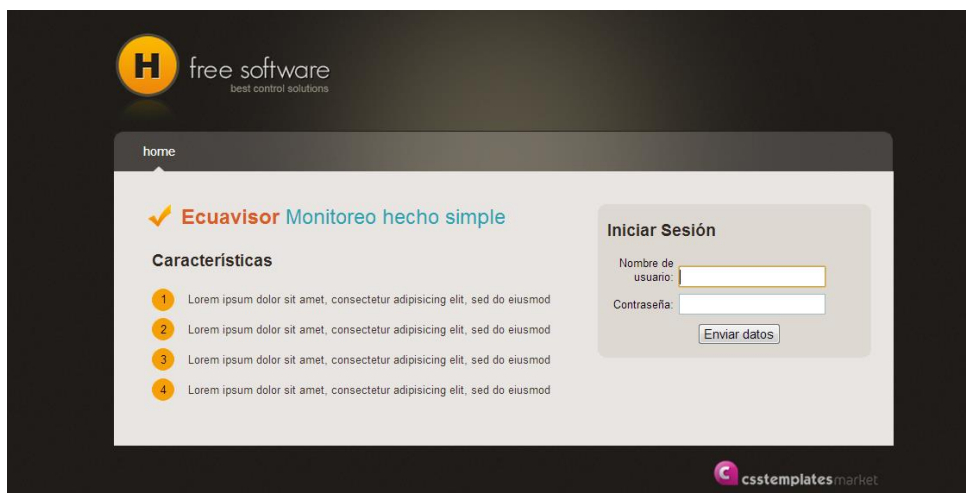 H
free software
best control solutions
home
Ecuavisor Monitoreo hecho simple
Características
1 Lorem ipsum dolor sit amet, consectetur adipisicing elit, sed do eiusmod
2 Lorem ipsum dolor sit amet, consectetur adipisicing elit, sed do eiusmod
3 Lorem ipsum dolor sit amet, consectetur adipisicing elit, sed do eiusmod
4 Lorem ipsum dolor sit amet, consectetur adipisicing elit, sed do eiusmod
Iniciar Sesión
Nombre de
usuario:
Contraseña:
Enviar datos
C csstemplatesmarket